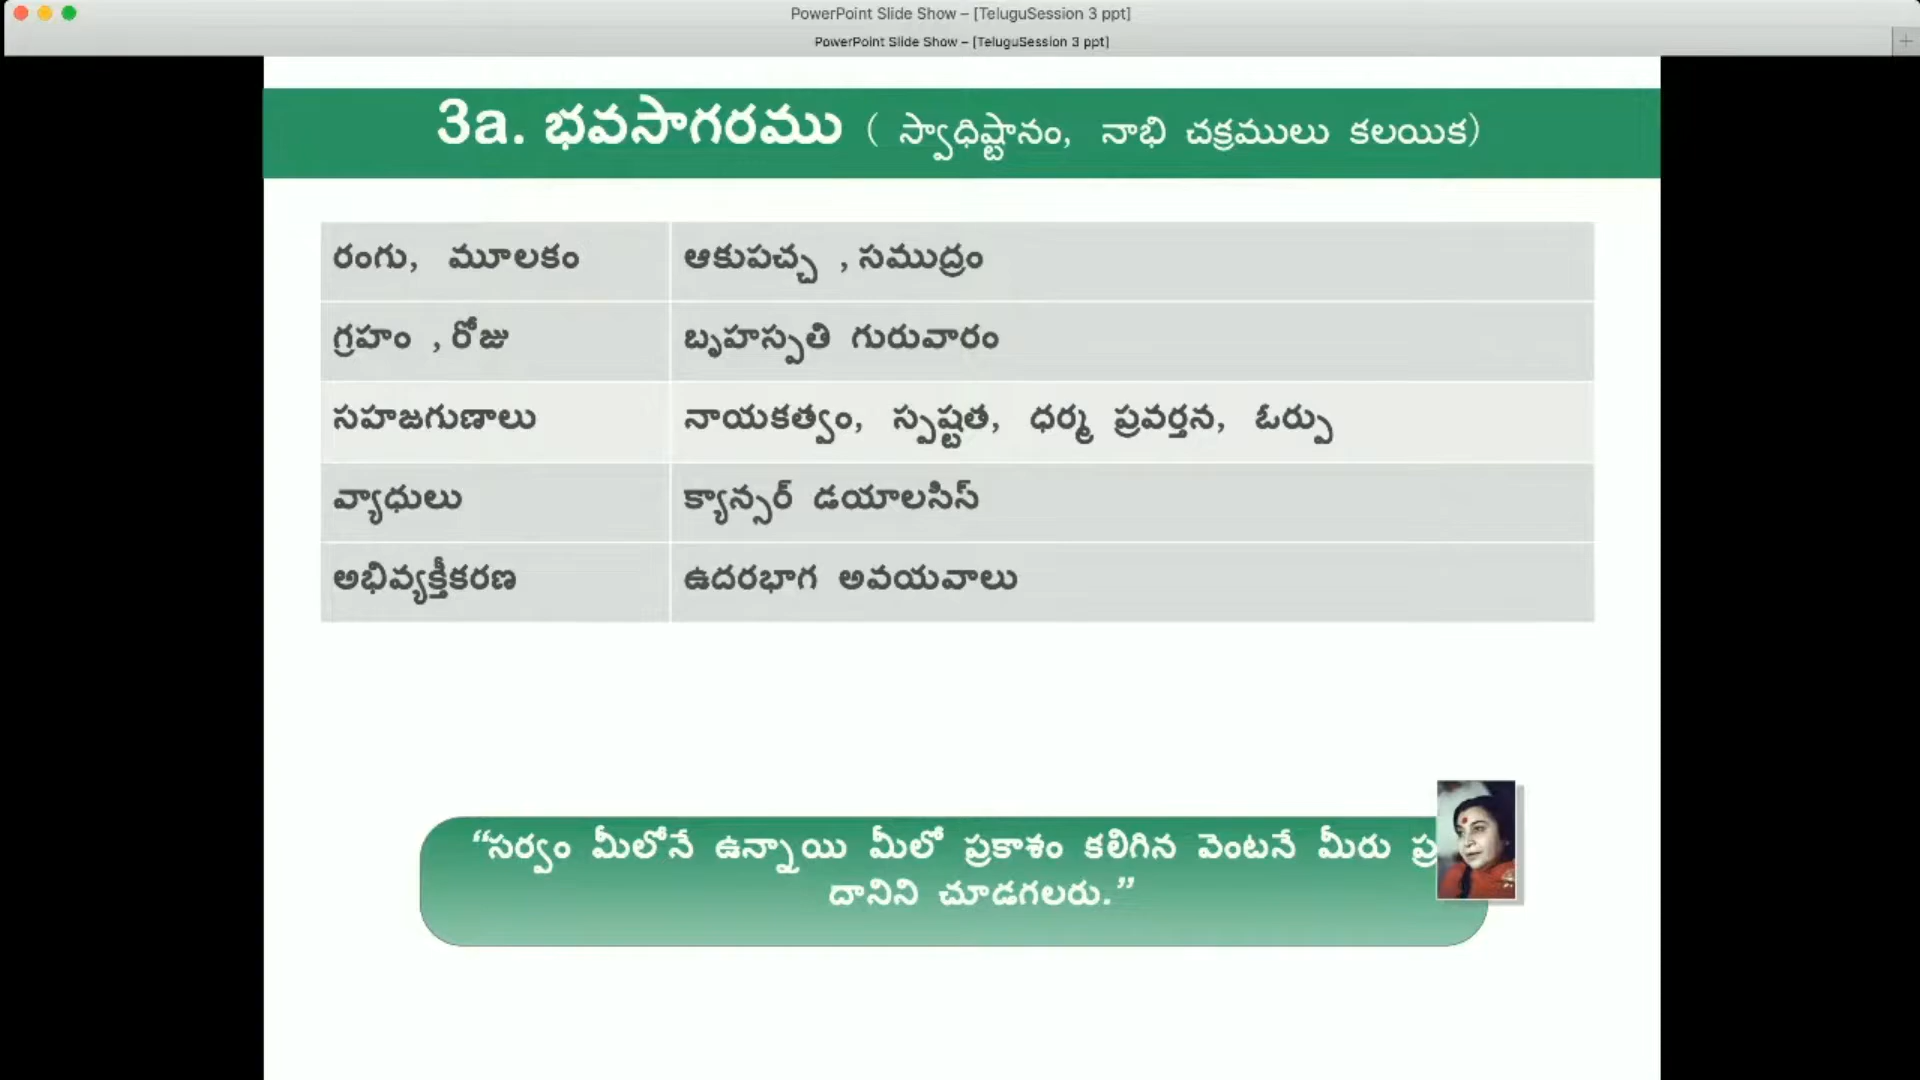 PowerPoint Slide Show – [TeluguSession 3 ppt]
PowerPoint Slide Show – [TeluguSession 3 ppt]
3a. భవసాగరము ( స్వాధిష్టానం, నాభి చక్రములు కలయిక)
రంగు, మూలకం ఆకుపచ్చ , సముద్రం
గ్రహం , రోజు బృహస్పతి గురువారం
సహజగుణాలు నాయకత్వం, స్పష్టత, ధర్మ ప్రవర్తన, ఓర్పు
వ్యాధులు క్యాన్సర్ డయాలసిస్
అభివ్యక్తీకరణ ఉదరభాగ అవయవాలు
“సర్వం మీలోనే ఉన్నాయి మీలో ప్రకాశం కలిగిన వెంటనే మీరు
దానిని చూడగలరు.”